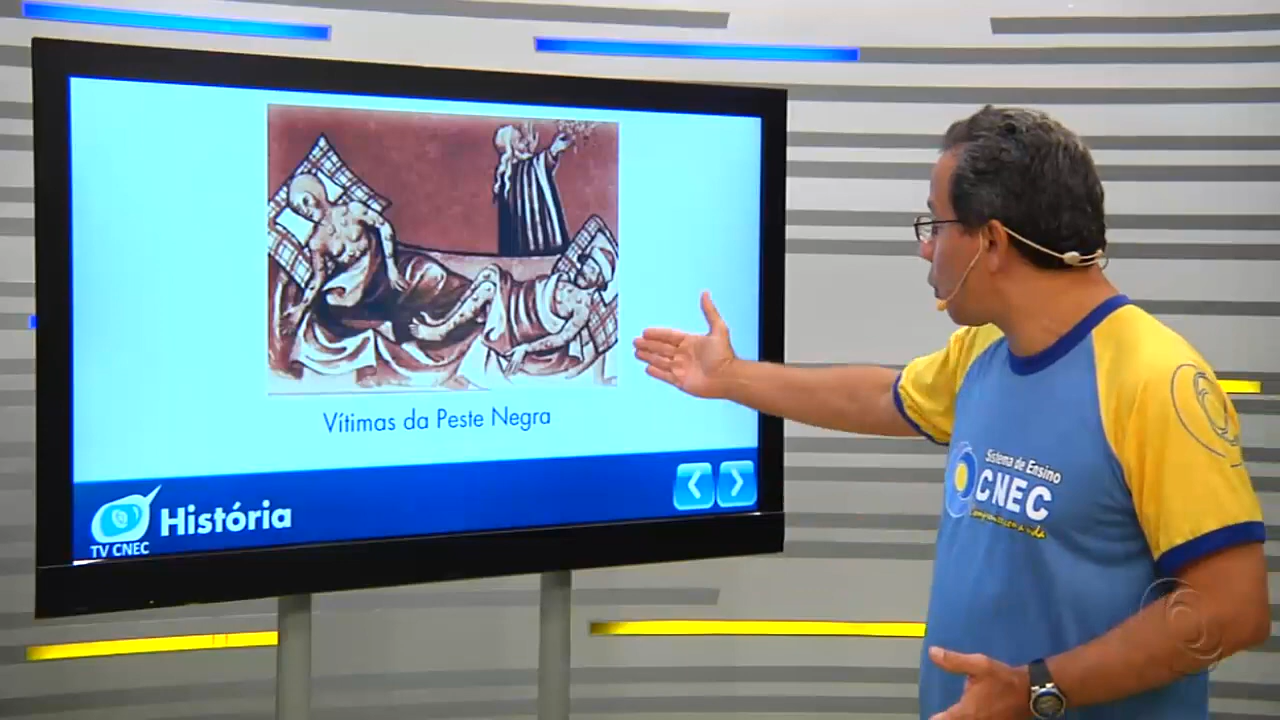 Vítimas da Peste Negra
História
TV CNEC
Sistema de Ensino
CNEC